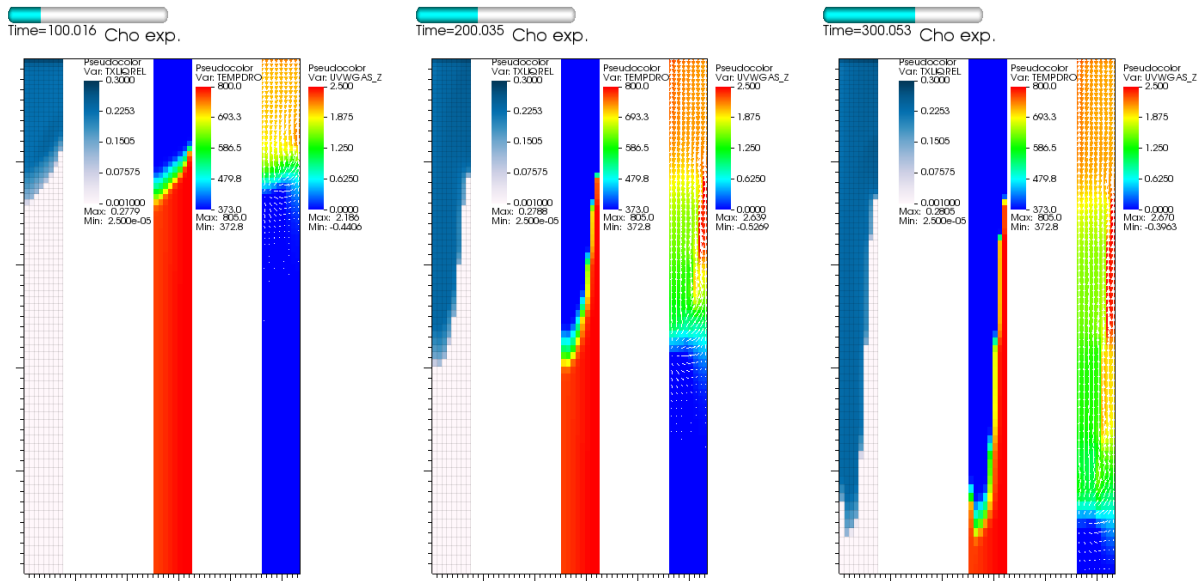 Time=100.016 Cho exp.
Pseudocolor
Var: TXLIQREL
0.3000
0.2253
0.1505
0.07575
0.001000
Max: 0.2779
Min: 2.500e-05
Pseudocolor
Var: TEMPDRO
800.0
693.3
586.5
479.8
373.0
Max: 805.0
Min: 372.8
Pseudocolor
Var: UVWGAS_Z
2.500
1.875
1.250
0.6250
0.0000
Max: 2.186
Min: -0.4406
Time=200.035 Cho exp.
Pseudocolor
Var: TXLIQREL
0.3000
0.2253
0.1505
0.07575
0.001000
Max: 0.2788
Min: 2.500e-05
Pseudocolor
Var: TEMPDRO
800.0
693.3
586.5
479.8
373.0
Max: 805.0
Min: 372.8
Pseudocolor
Var: UVWGAS_Z
2.500
1.875
1.250
0.6250
0.0000
Max: 2.639
Min: -0.5269
Time=300.053 Cho exp.
Pseudocolor
Var: TXLIQREL
0.3000
0.2253
0.1505
0.07575
0.001000
Max: 0.2805
Min: 2.500e-05
Pseudocolor
Var: TEMPDRO
800.0
693.3
586.5
479.8
373.0
Max: 805.0
Min: 372.8
Pseudocolor
Var: UVWGAS_Z
2.500
1.875
1.250
0.6250
0.0000
Max: 2.670
Min: -0.3963